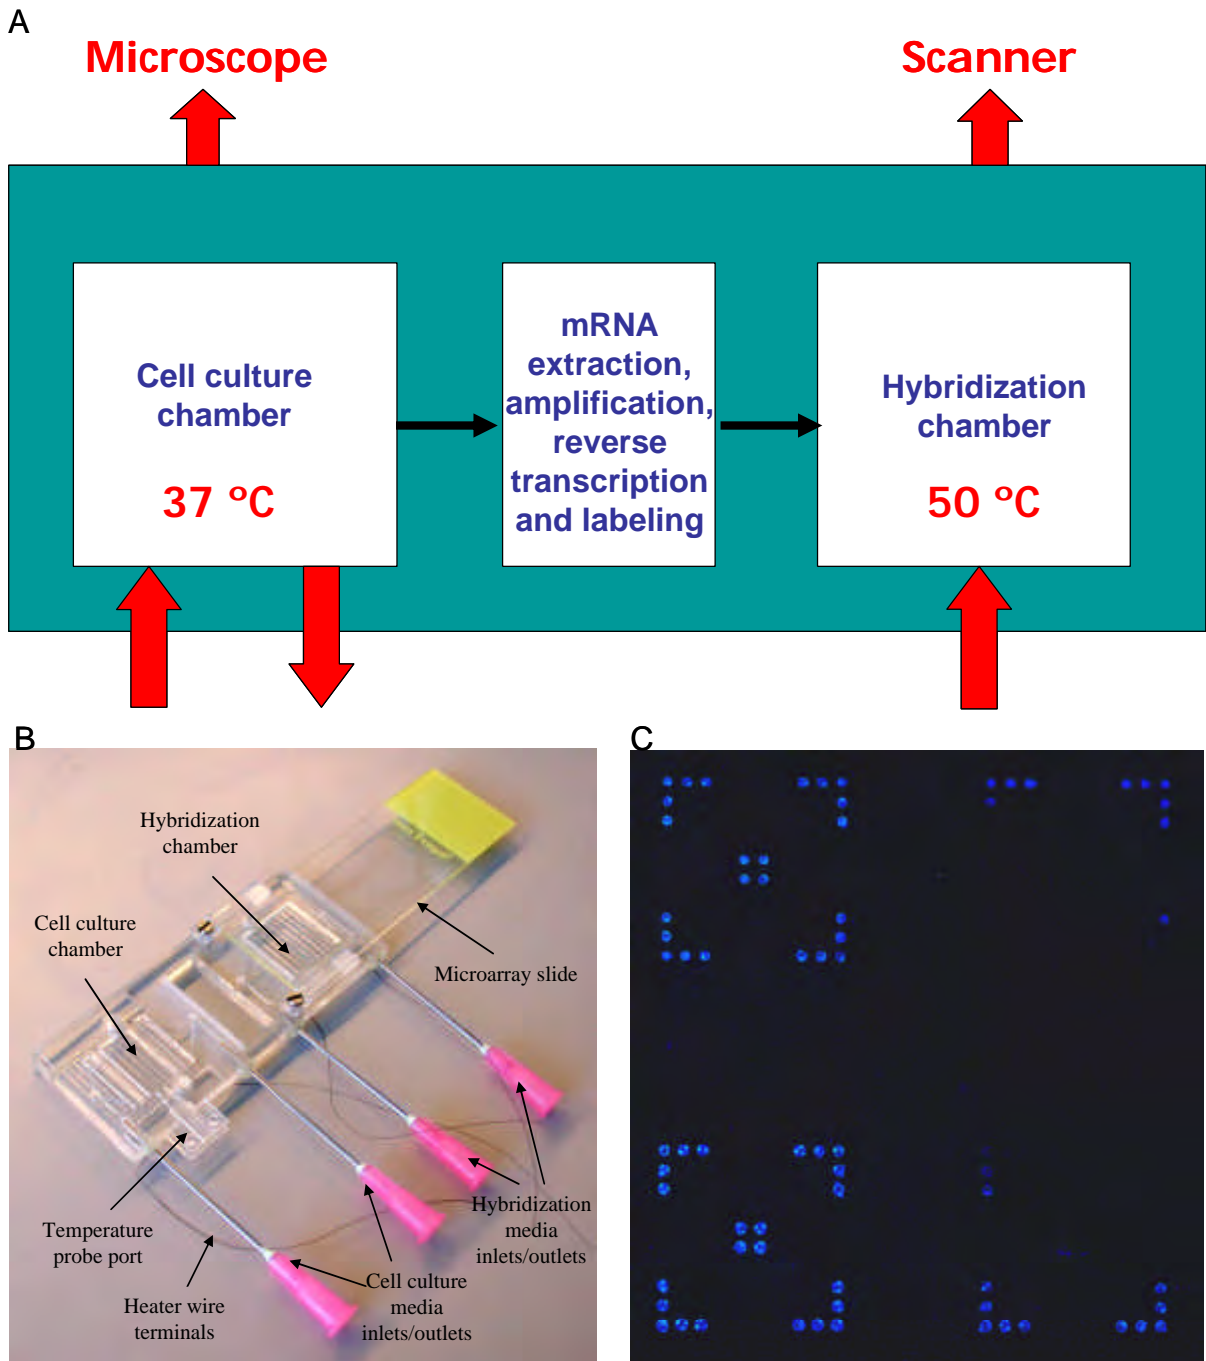 A
Microscope
Scanner
Cell culture
chamber
37 °C
mRNA
extraction,
amplification,
reverse
transcription
and labeling
Hybridization
chamber
50 °C
B
Hybridization
chamber
Cell culture
chamber
Microarray slide
Temperature
probe port
Heater wire
terminals
Cell culture
media
inlets/outlets
Hybridization
media
inlets/outlets
C